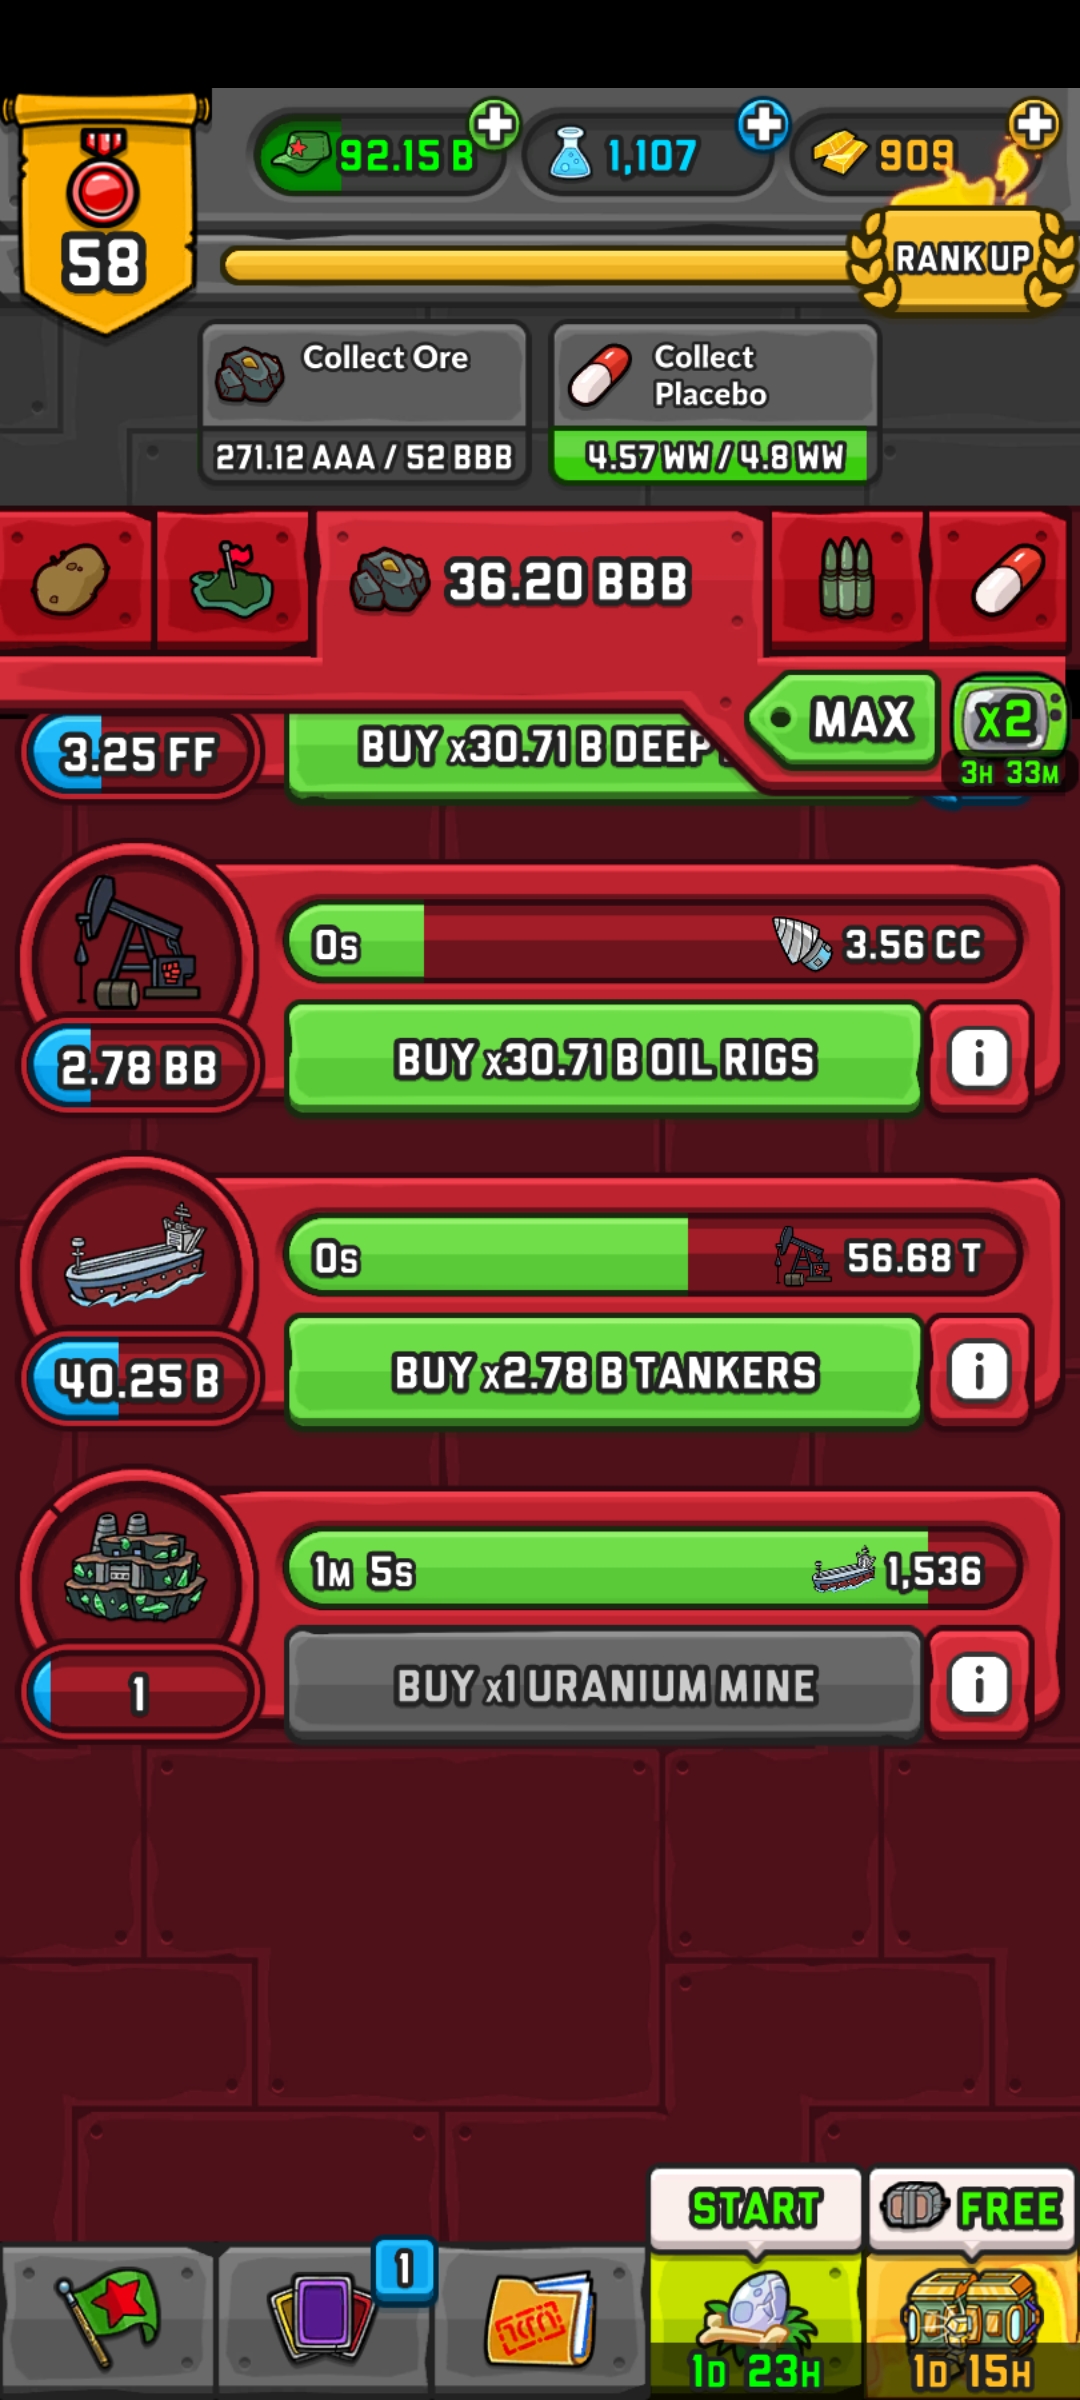 92.15 B
1,107
909
58
RANK UP
Collect Ore
271.12 AAA / 52 BBB
Collect
Placebo
4.57 WW / 4.8 WW
36.20 BBB
MAX
x2
3H 33M
3.25 FF
BUY x30.71 B DEEP
0s
3.56 CC
2.78 BB
BUY x30.71 B OIL RIGS
i
0s
56.68 T
40.25 B
BUY x2.78 B TANKERS
i
1M 5s
1,536
1
BUY x1 URANIUM MINE
i
START
FREE
1
1D 23H
1D 15H